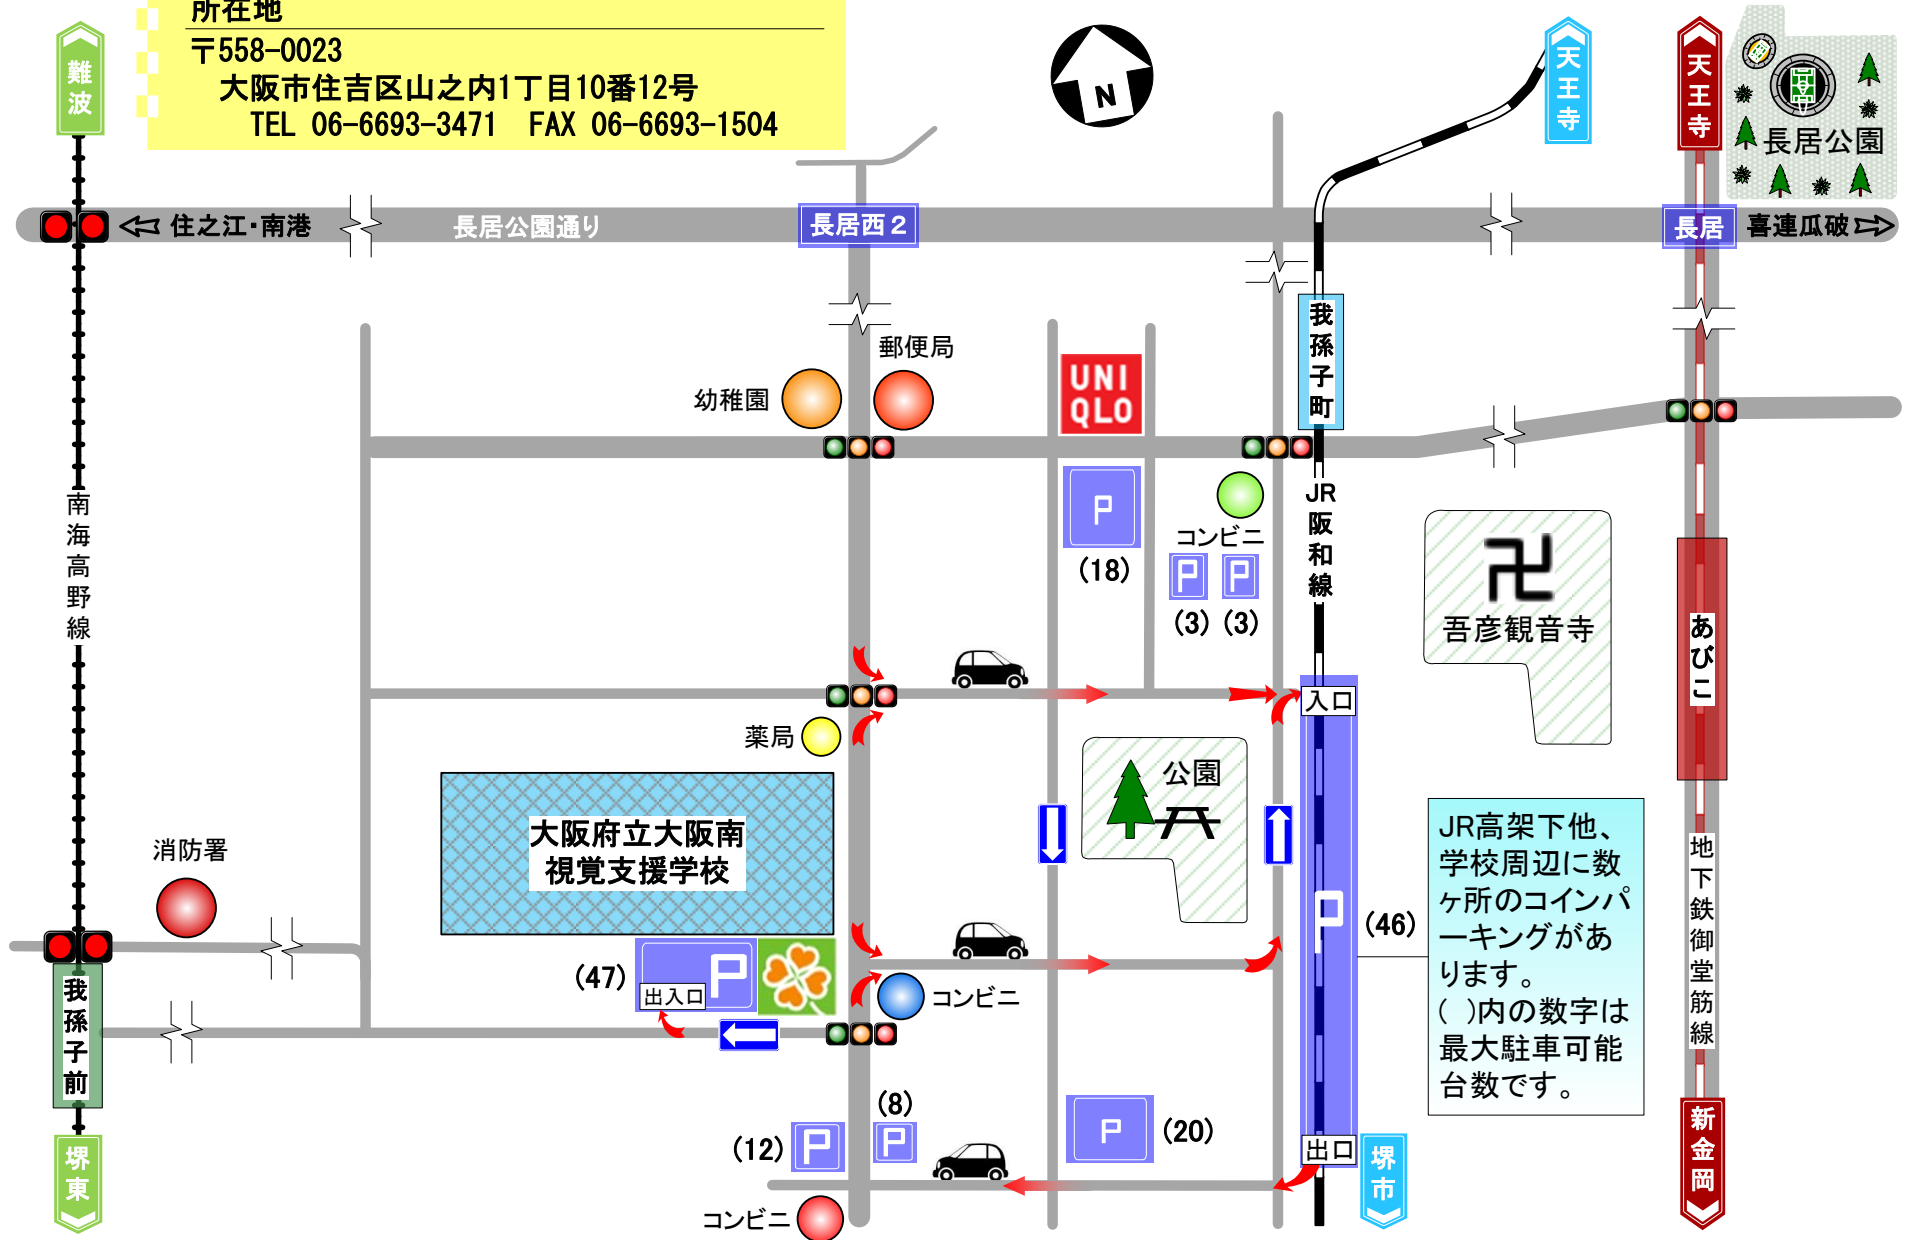 所在地
〒558-0023
大阪市住吉区山之内1丁目10番12号
TEL 06-6693-3471 FAX 06-6693-1504
N
難波
天王寺
天王寺
長居公園
住之江・南港
長居公園通り
長居西2
長居
喜連瓜破
我孫子町
郵便局
幼稚園
UNI
QLO
南海高野線
JR阪和線
P
(18)
コンビニ
P
P
(3)
(3)
吾彦観音寺
あびこ
入口
薬局
公園
大阪府立大阪南
視覚支援学校
消防署
P
(46)
JR高架下他、
学校周辺に数
ヶ所のコインパ
ーキングがあ
ります。
( )内の数字は
最大駐車可能
台数です。
地下鉄御堂筋線
(47)
P
出入口
コンビニ
我孫子前
(8)
(12)
P
P
P
(20)
出口
堺東
堺市
新金岡
コンビニ